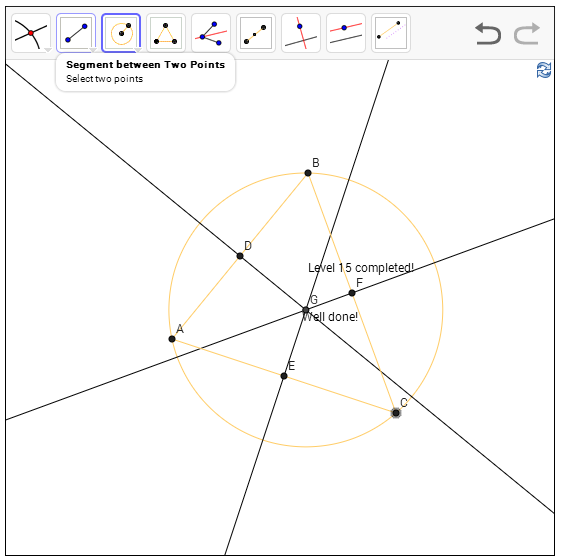 Segment between Two Points
Select two points
B
D
Level 15 completed!
F
G
Well done!
A
E
C